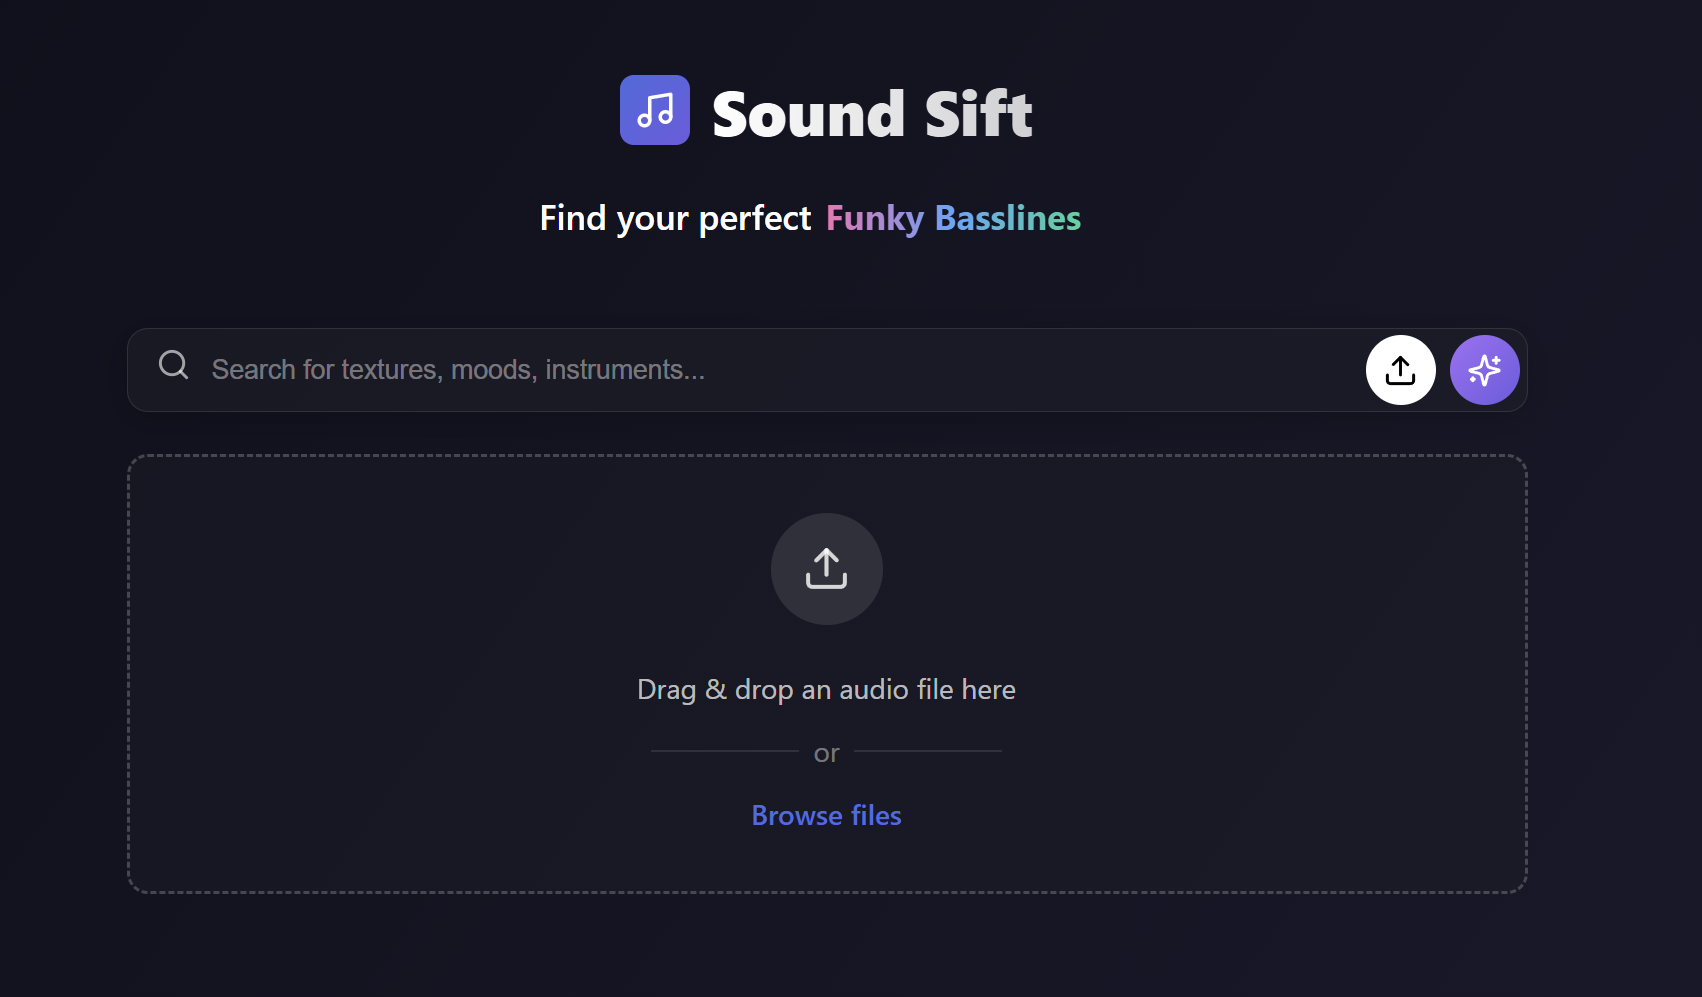 Sound Sift
Find your perfect Funky Basslines
Search for textures, moods, instruments...
Drag & drop an audio file here
or
Browse files